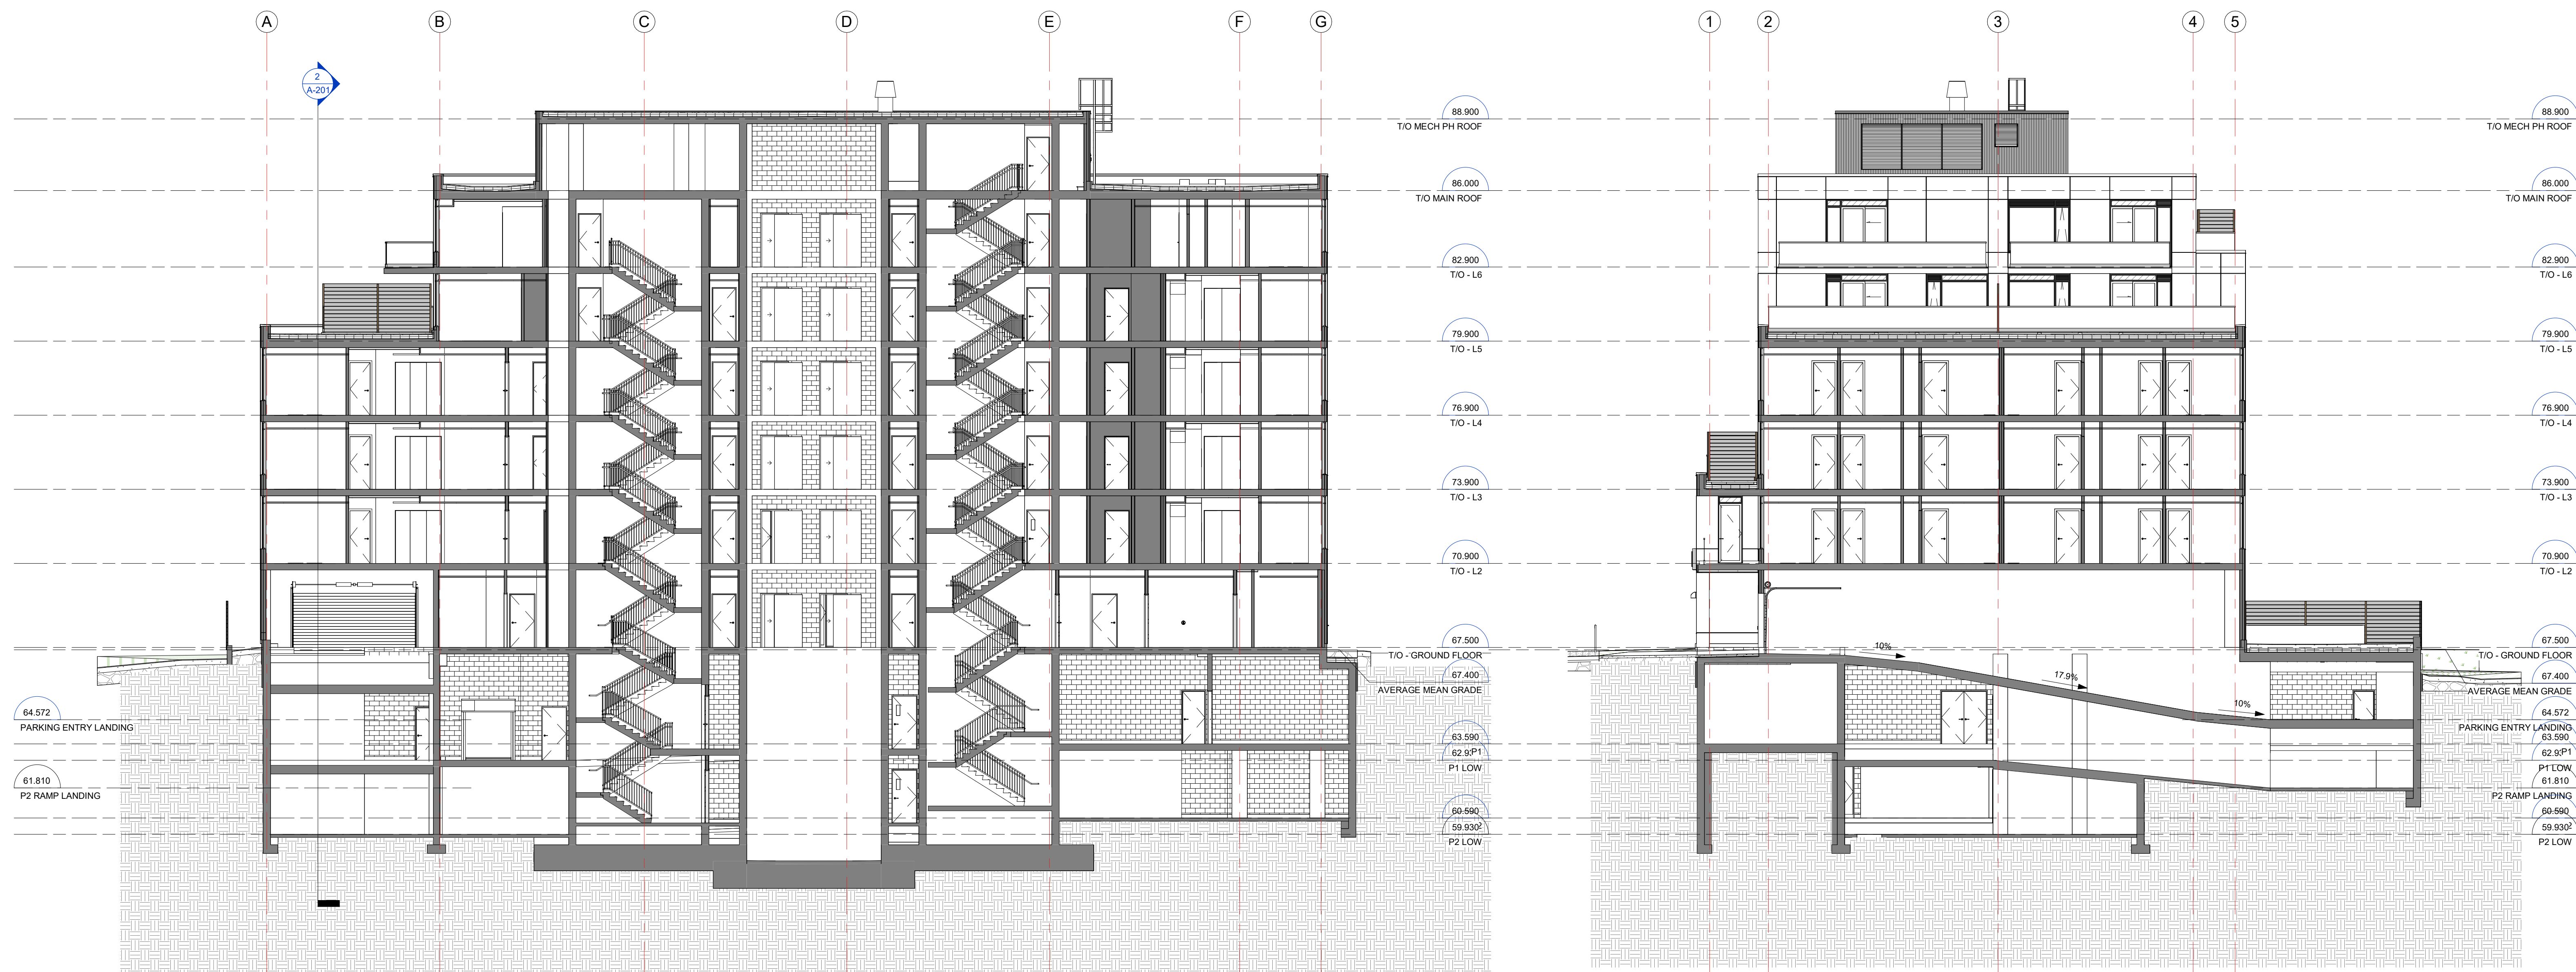 A B C D E F G 1 2 3 4 5
2
A-201
88.900
T/O MECH PH ROOF
86.000
T/O MAIN ROOF
82.900
T/O - L6
79.900
T/O - L5
76.900
T/O - L4
73.900
T/O - L3
70.900
T/O - L2
67.500
T/O - GROUND FLOOR
67.400
AVERAGE MEAN GRADE
63.590
P1
P1 LOW
60.590
59.930
P2 LOW
64.572
PARKING ENTRY LANDING
61.810
P2 RAMP LANDING
10%
17.9%
10%
88.900
T/O MECH PH ROOF
86.000
T/O MAIN ROOF
82.900
T/O - L6
79.900
T/O - L5
76.900
T/O - L4
73.900
T/O - L3
70.900
T/O - L2
67.500
T/O - GROUND FLOOR
67.400
AVERAGE MEAN GRADE
64.572
PARKING ENTRY LANDING
63.590
P1
P1 LOW
61.810
P2 RAMP LANDING
60.590
59.930
P2 LOW